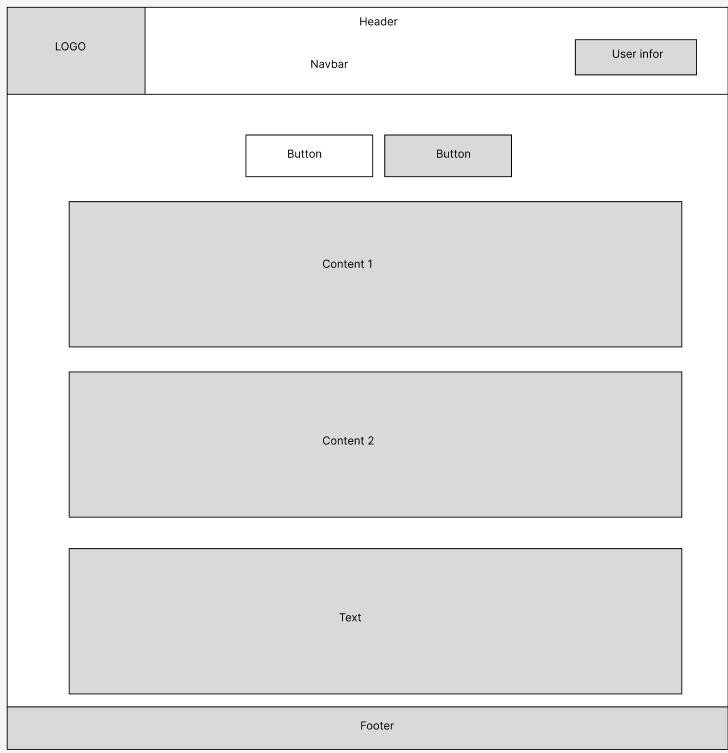 Header
LOGO
User infor
Navbar
Button
Button
Content 1
Content 2
Text
Footer